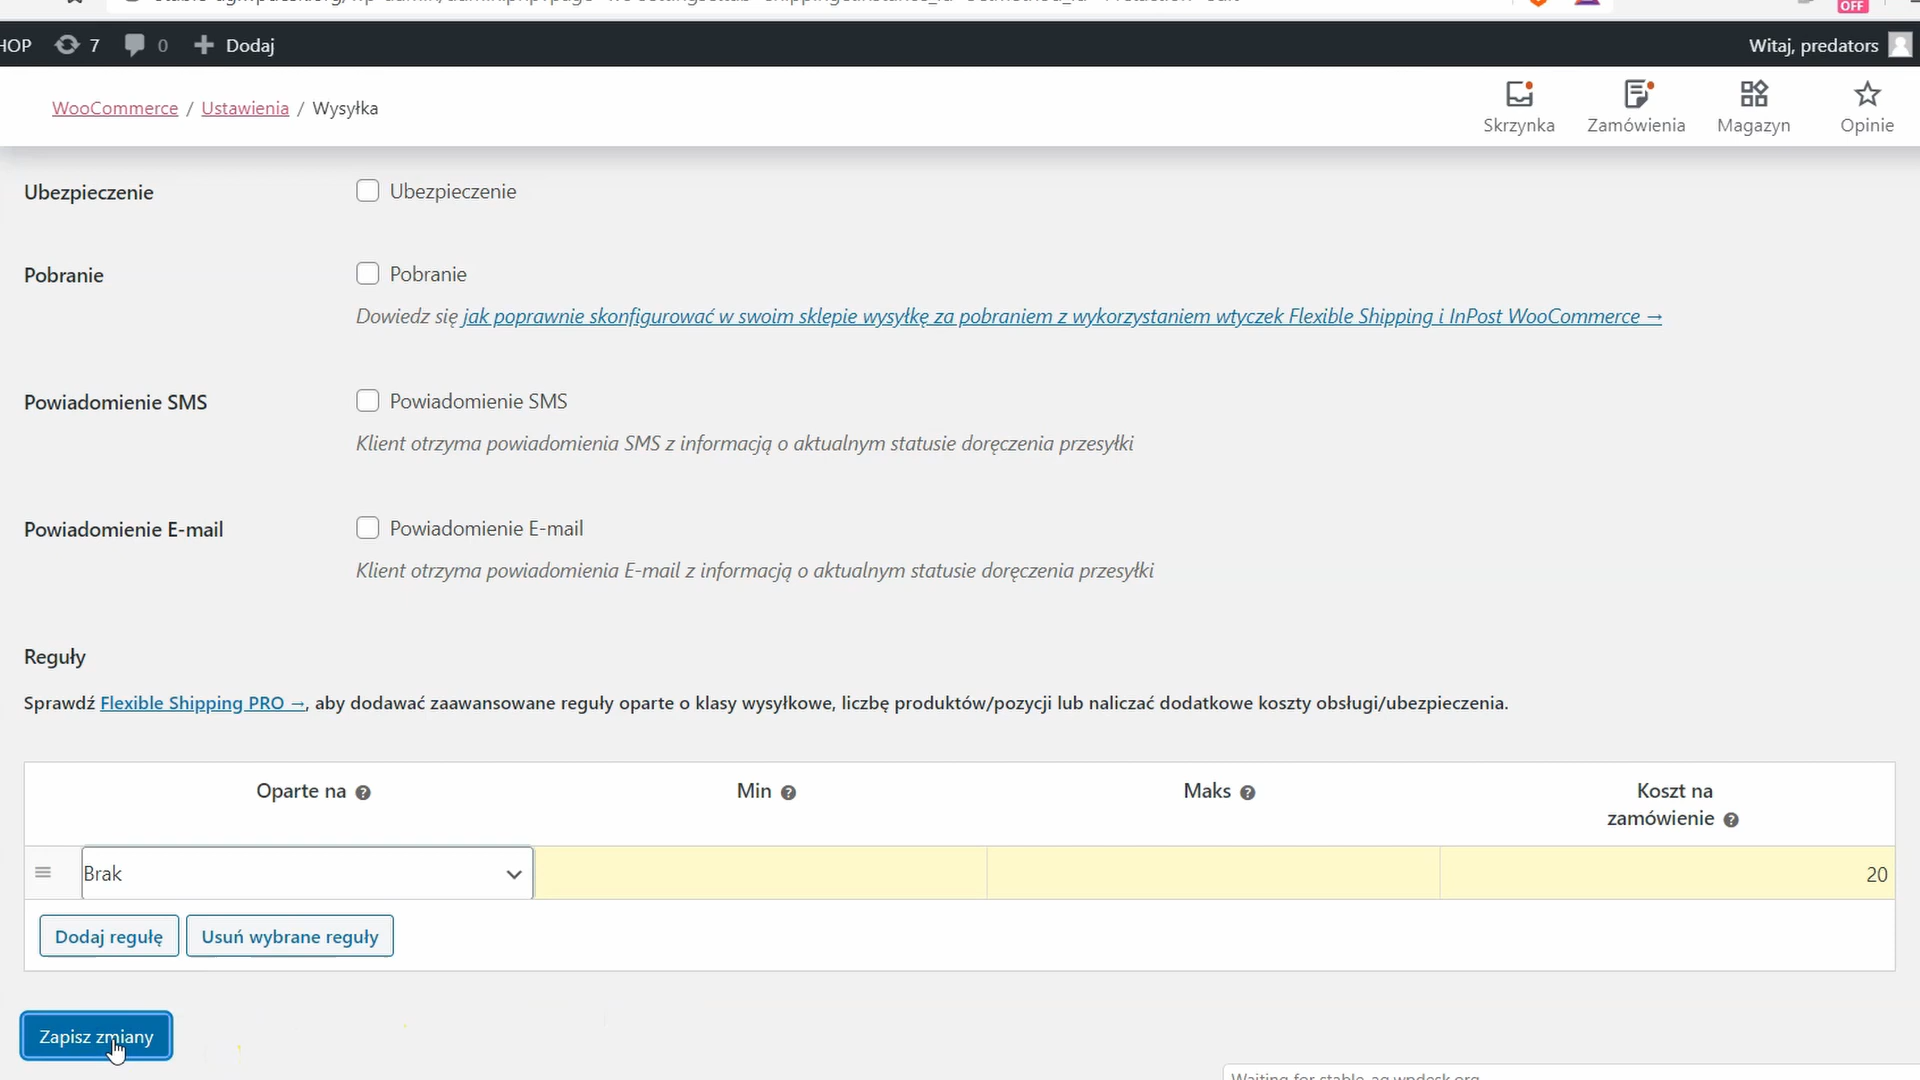 OFF
HOP 7 0 Dodaj Witaj, predators
WooCommerce / Ustawienia / Wysyłka
Skrzynka Zamówienia Magazyn Opinie
Ubezpieczenie Ubezpieczenie
Pobranie Pobranie
Dowiedz się jak poprawnie skonfigurować w swoim sklepie wysyłkę za pobraniem z wykorzystaniem wtyczek Flexible Shipping i InPost WooCommerce →
Powiadomienie SMS Powiadomienie SMS
Klient otrzyma powiadomienia SMS z informacją o aktualnym statusie doręczenia przesyłki
Powiadomienie E-mail Powiadomienie E-mail
Klient otrzyma powiadomienia E-mail z informacją o aktualnym statusie doręczenia przesyłki
Reguły
Sprawdź Flexible Shipping PRO →, aby dodawać zaawansowane reguły oparte o klasy wysyłkowe, liczbę produktów/pozycji lub naliczać dodatkowe koszty obsługi/ubezpieczenia.
Oparte na Min Maks Koszt na
zamówienie
Brak 20
Dodaj regułę Usuń wybrane reguły
Zapisz zmiany
Waiting for